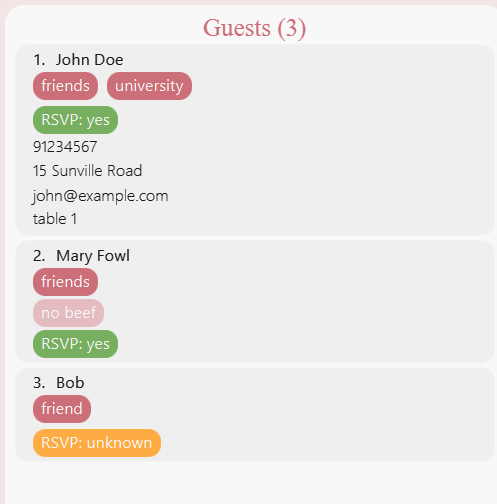 Guests (3)
1. John Doe
friends university
RSVP: yes
91234567
15 Sunville Road
john@example.com
table 1
2. Mary Fowl
friends
no beef
RSVP: yes
3. Bob
friend
RSVP: unknown